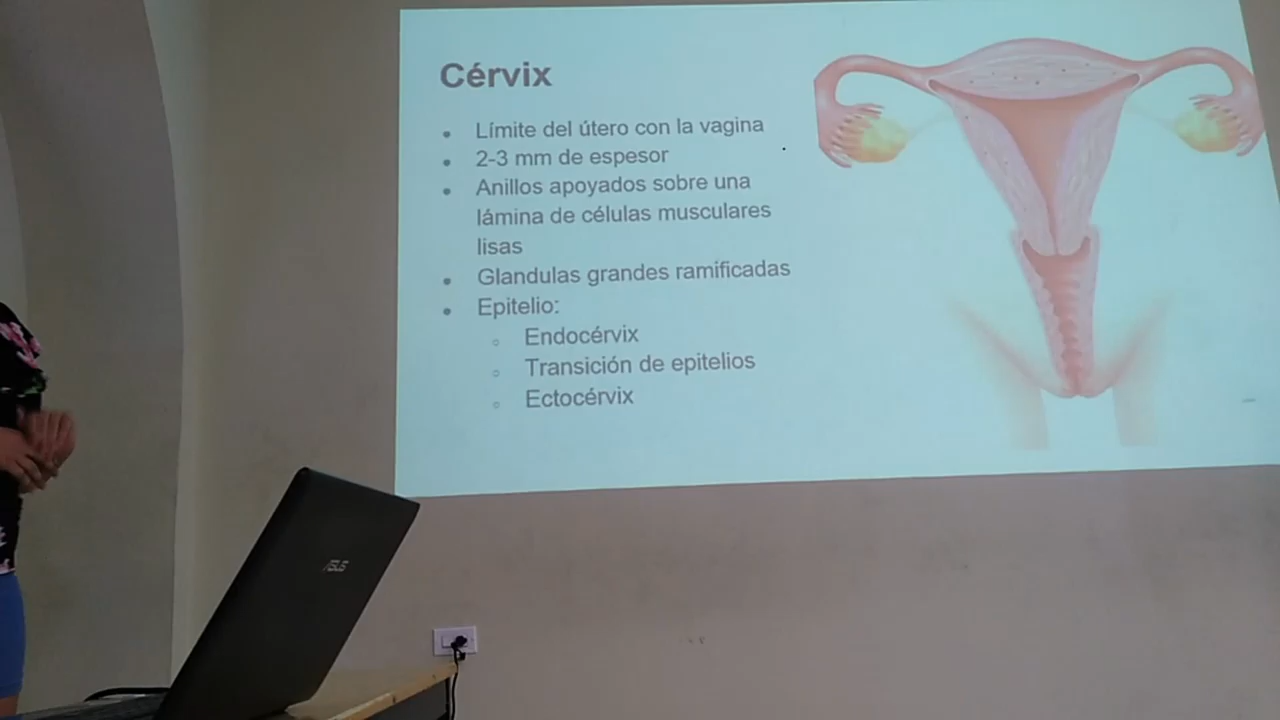 Cérvix
Límite del útero con la vagina
2-3 mm de espesor
Anillos apoyados sobre una
lámina de células musculares
lisas
Glandulas grandes ramificadas
Epitelio:
Endocérvix
Transición de epitelios
Ectocérvix
ASUS